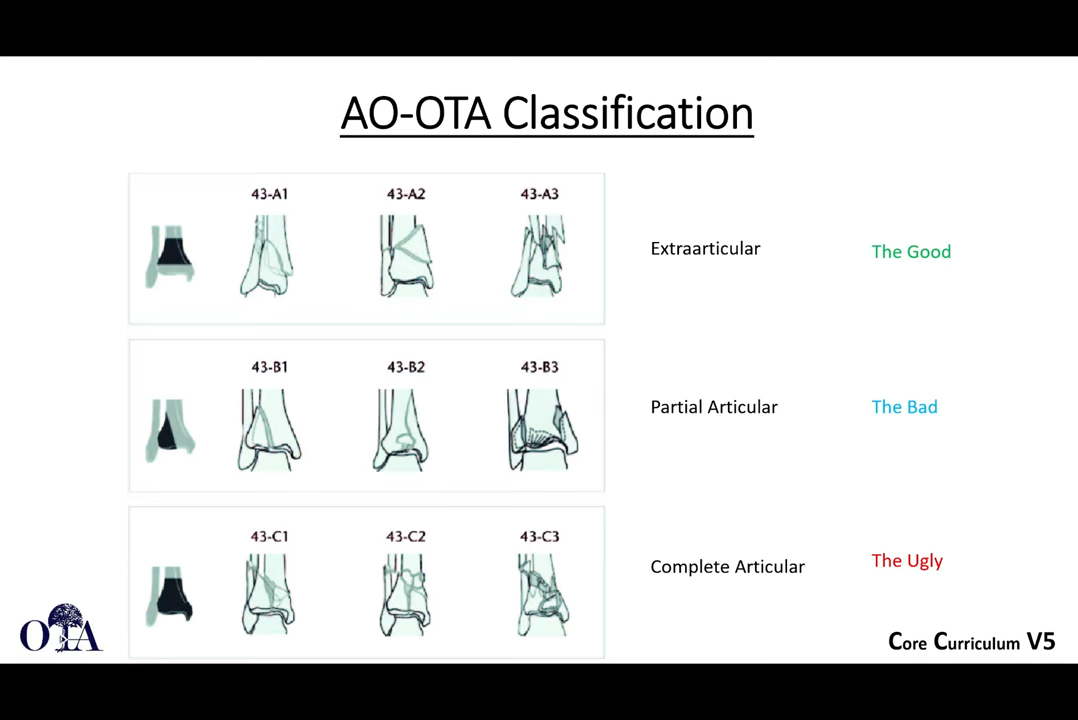 AO-OTA Classification
43-A1 43-A2 43-A3
Extraarticular
The Good
43-B1 43-B2 43-B3
Partial Articular
The Bad
43-C1 43-C2 43-C3
Complete Articular
The Ugly
OTA
Core Curriculum V5